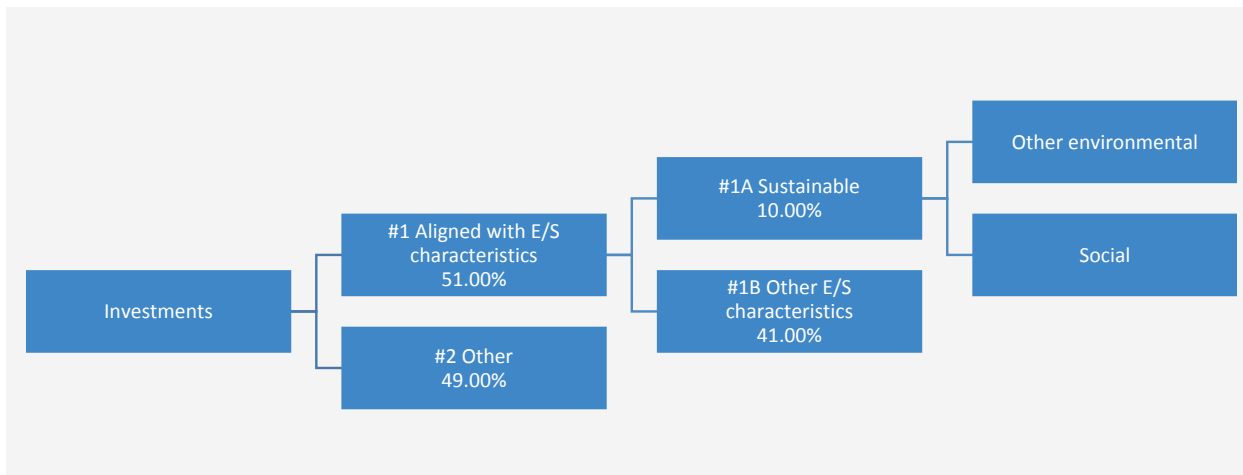 Investments
#1 Aligned with E/S
characteristics
51.00%
#2 Other
49.00%
#1A Sustainable
10.00%
#1B Other E/S
characteristics
41.00%
Other environmental
Social